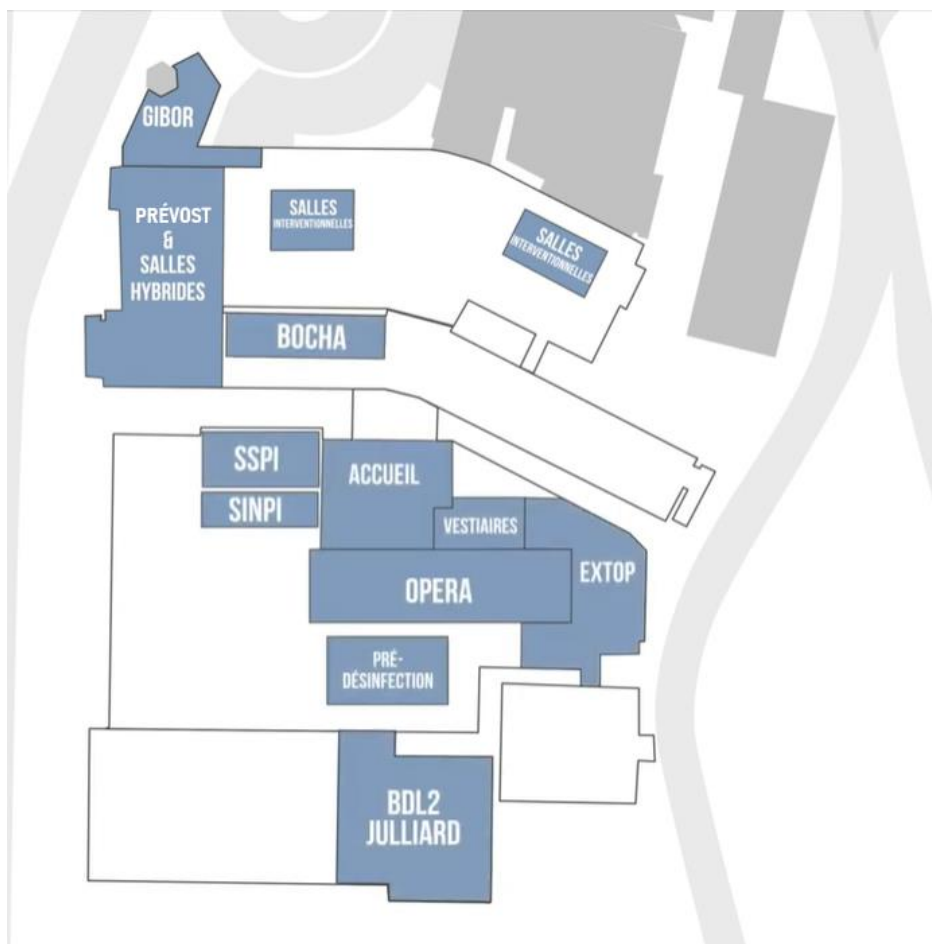 GIBOR
PRÉVOST
&
SALLES
HYBRIDES
SALLES
INTERVENTIONNELLES
SALLES
INTERVENTIONNELLES
BOCHA
SSPI
SINPI
ACCUEIL
VESTIAIRES
EXTOP
OPERA
PRÉ-
DÉSINFECTION
BDL2
JULLIARD